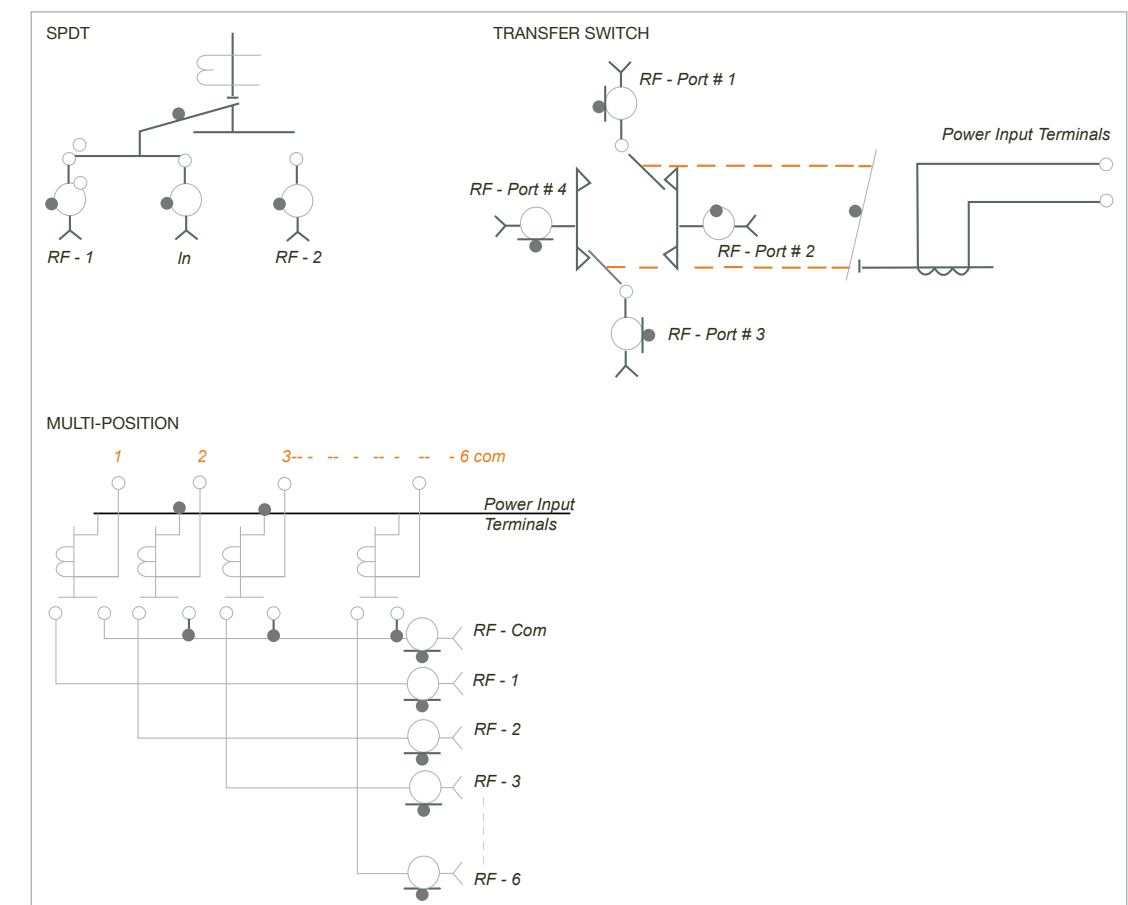 SPDT
RF - 1
In
RF - 2
TRANSFER SWITCH
RF - Port # 1
Power Input Terminals
RF - Port # 4
RF - Port # 2
RF - Port # 3
MULTI-POSITION
1 2 3-- - -- - -- - -- - 6 com
Power Input
Terminals
RF - Com
RF - 1
RF - 2
RF - 3
RF - 6